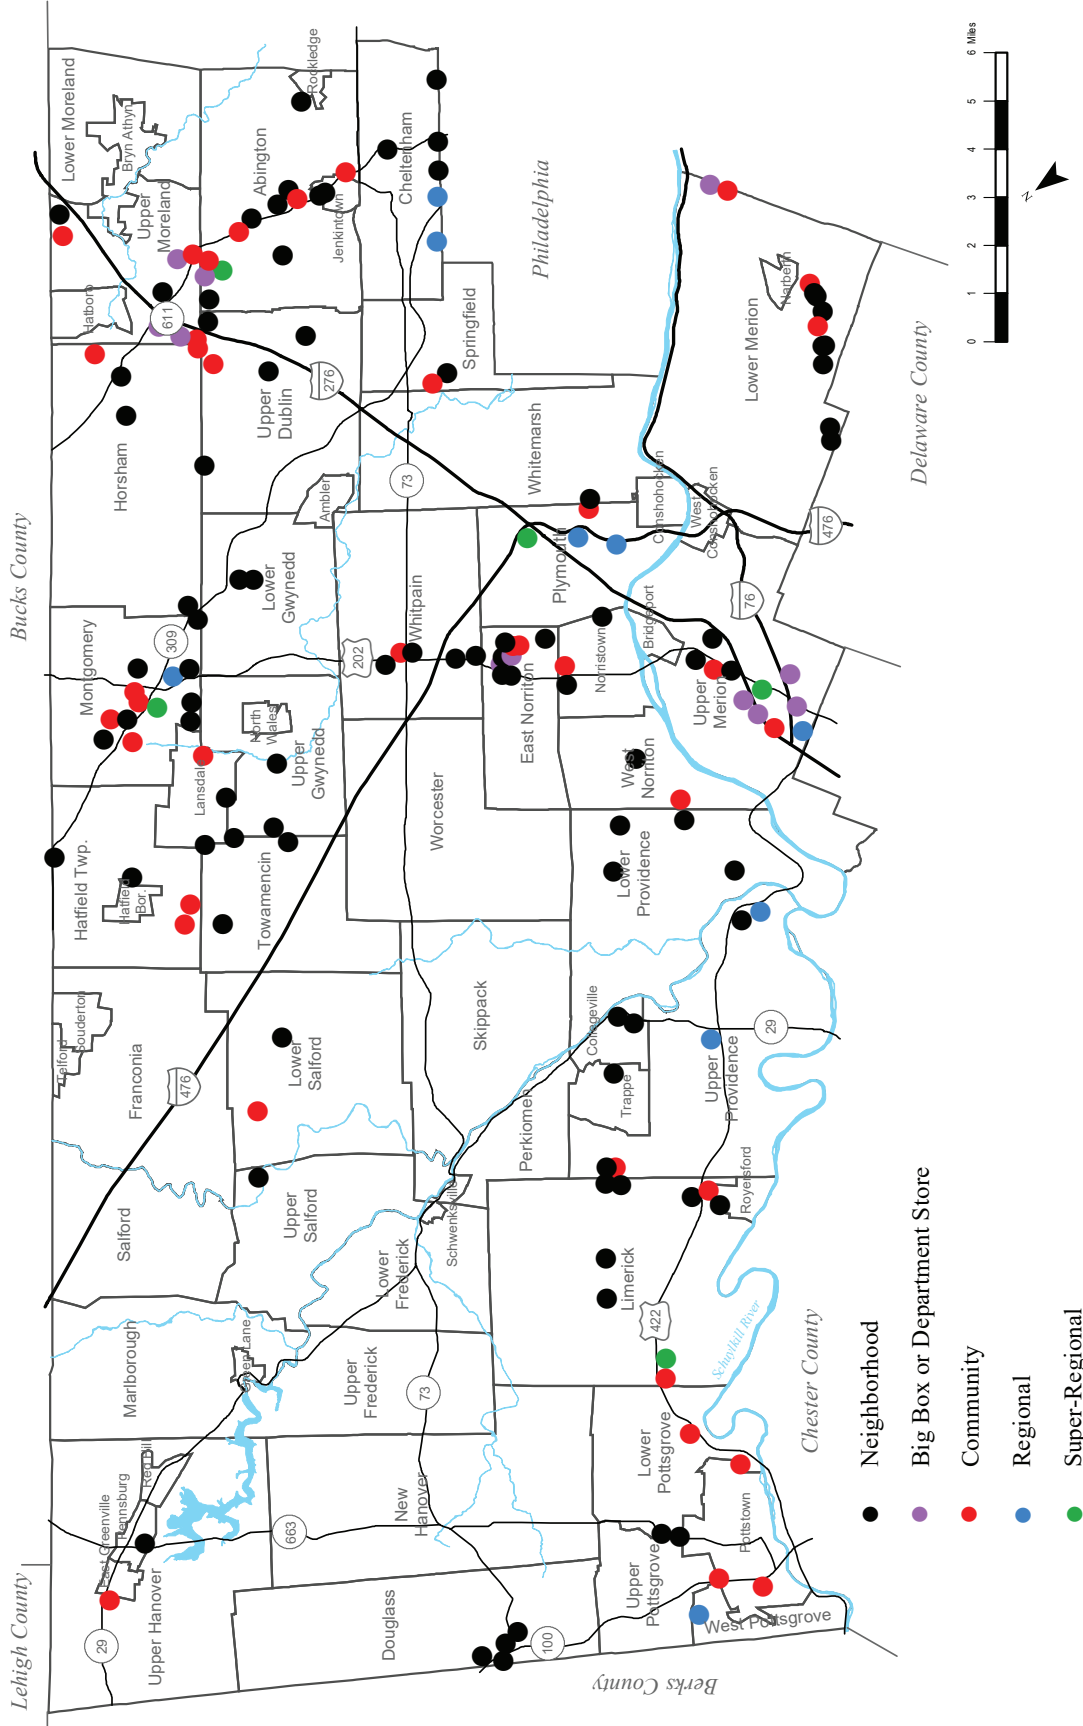 Lehigh County
Bucks County
Berks County
Chester County
Delaware County
Philadelphia
Upper Hanover
East Greenville
Pennsburg
Red Hill
Marlborough
Green Lane
Salford
Franconia
Telford
Souderton
Hatfield Twp.
Hatfield
Bor.
Montgomery
Horsham
Hatboro
Upper
Moreland
Bryn Athyn
Lower Moreland
Douglass
New
Hanover
Upper
Frederick
Lower
Frederick
Upper
Salford
Lower
Salford
Towamencin
Lansdale
Upper
Gwynedd
North
Wales
Lower
Gwynedd
Ambler
Upper
Dublin
Abington
Jenkintown
Rockledge
Cheltenham
Springfield
Whitemarsh
Whitpain
Worcester
Skippack
Schwenksville
Perkiomen
Upper
Pottsgrove
West Pottsgrove
Pottstown
Lower
Pottsgrove
Limerick
Royersford
Trappe
Collegeville
Upper
Providence
Lower
Providence
West
Norriton
East Norriton
Norristown
Bridgeport
Plymouth
Conshohocken
West
Conshohocken
Upper
Merion
Lower Merion
Narberth
Schuylkill River
29
663
100
73
422
476
29
309
202
73
276
611
76
476
N
0
1
2
3
4
5
6 Miles
Neighborhood
Big Box or Department Store
Community
Regional
Super-Regional